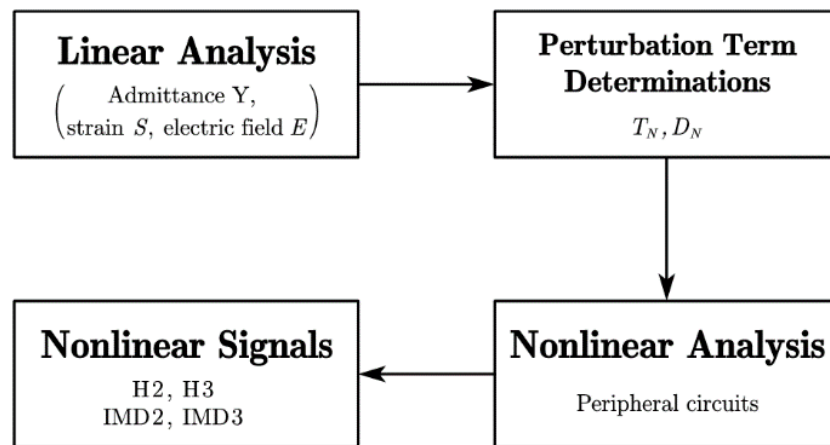 Linear Analysis
(Admittance Y,
strain S, electric field E)
Perturbation Term
Determinations
T_N, D_N
Nonlinear Signals
H2, H3
IMD2, IMD3
Nonlinear Analysis
Peripheral circuits